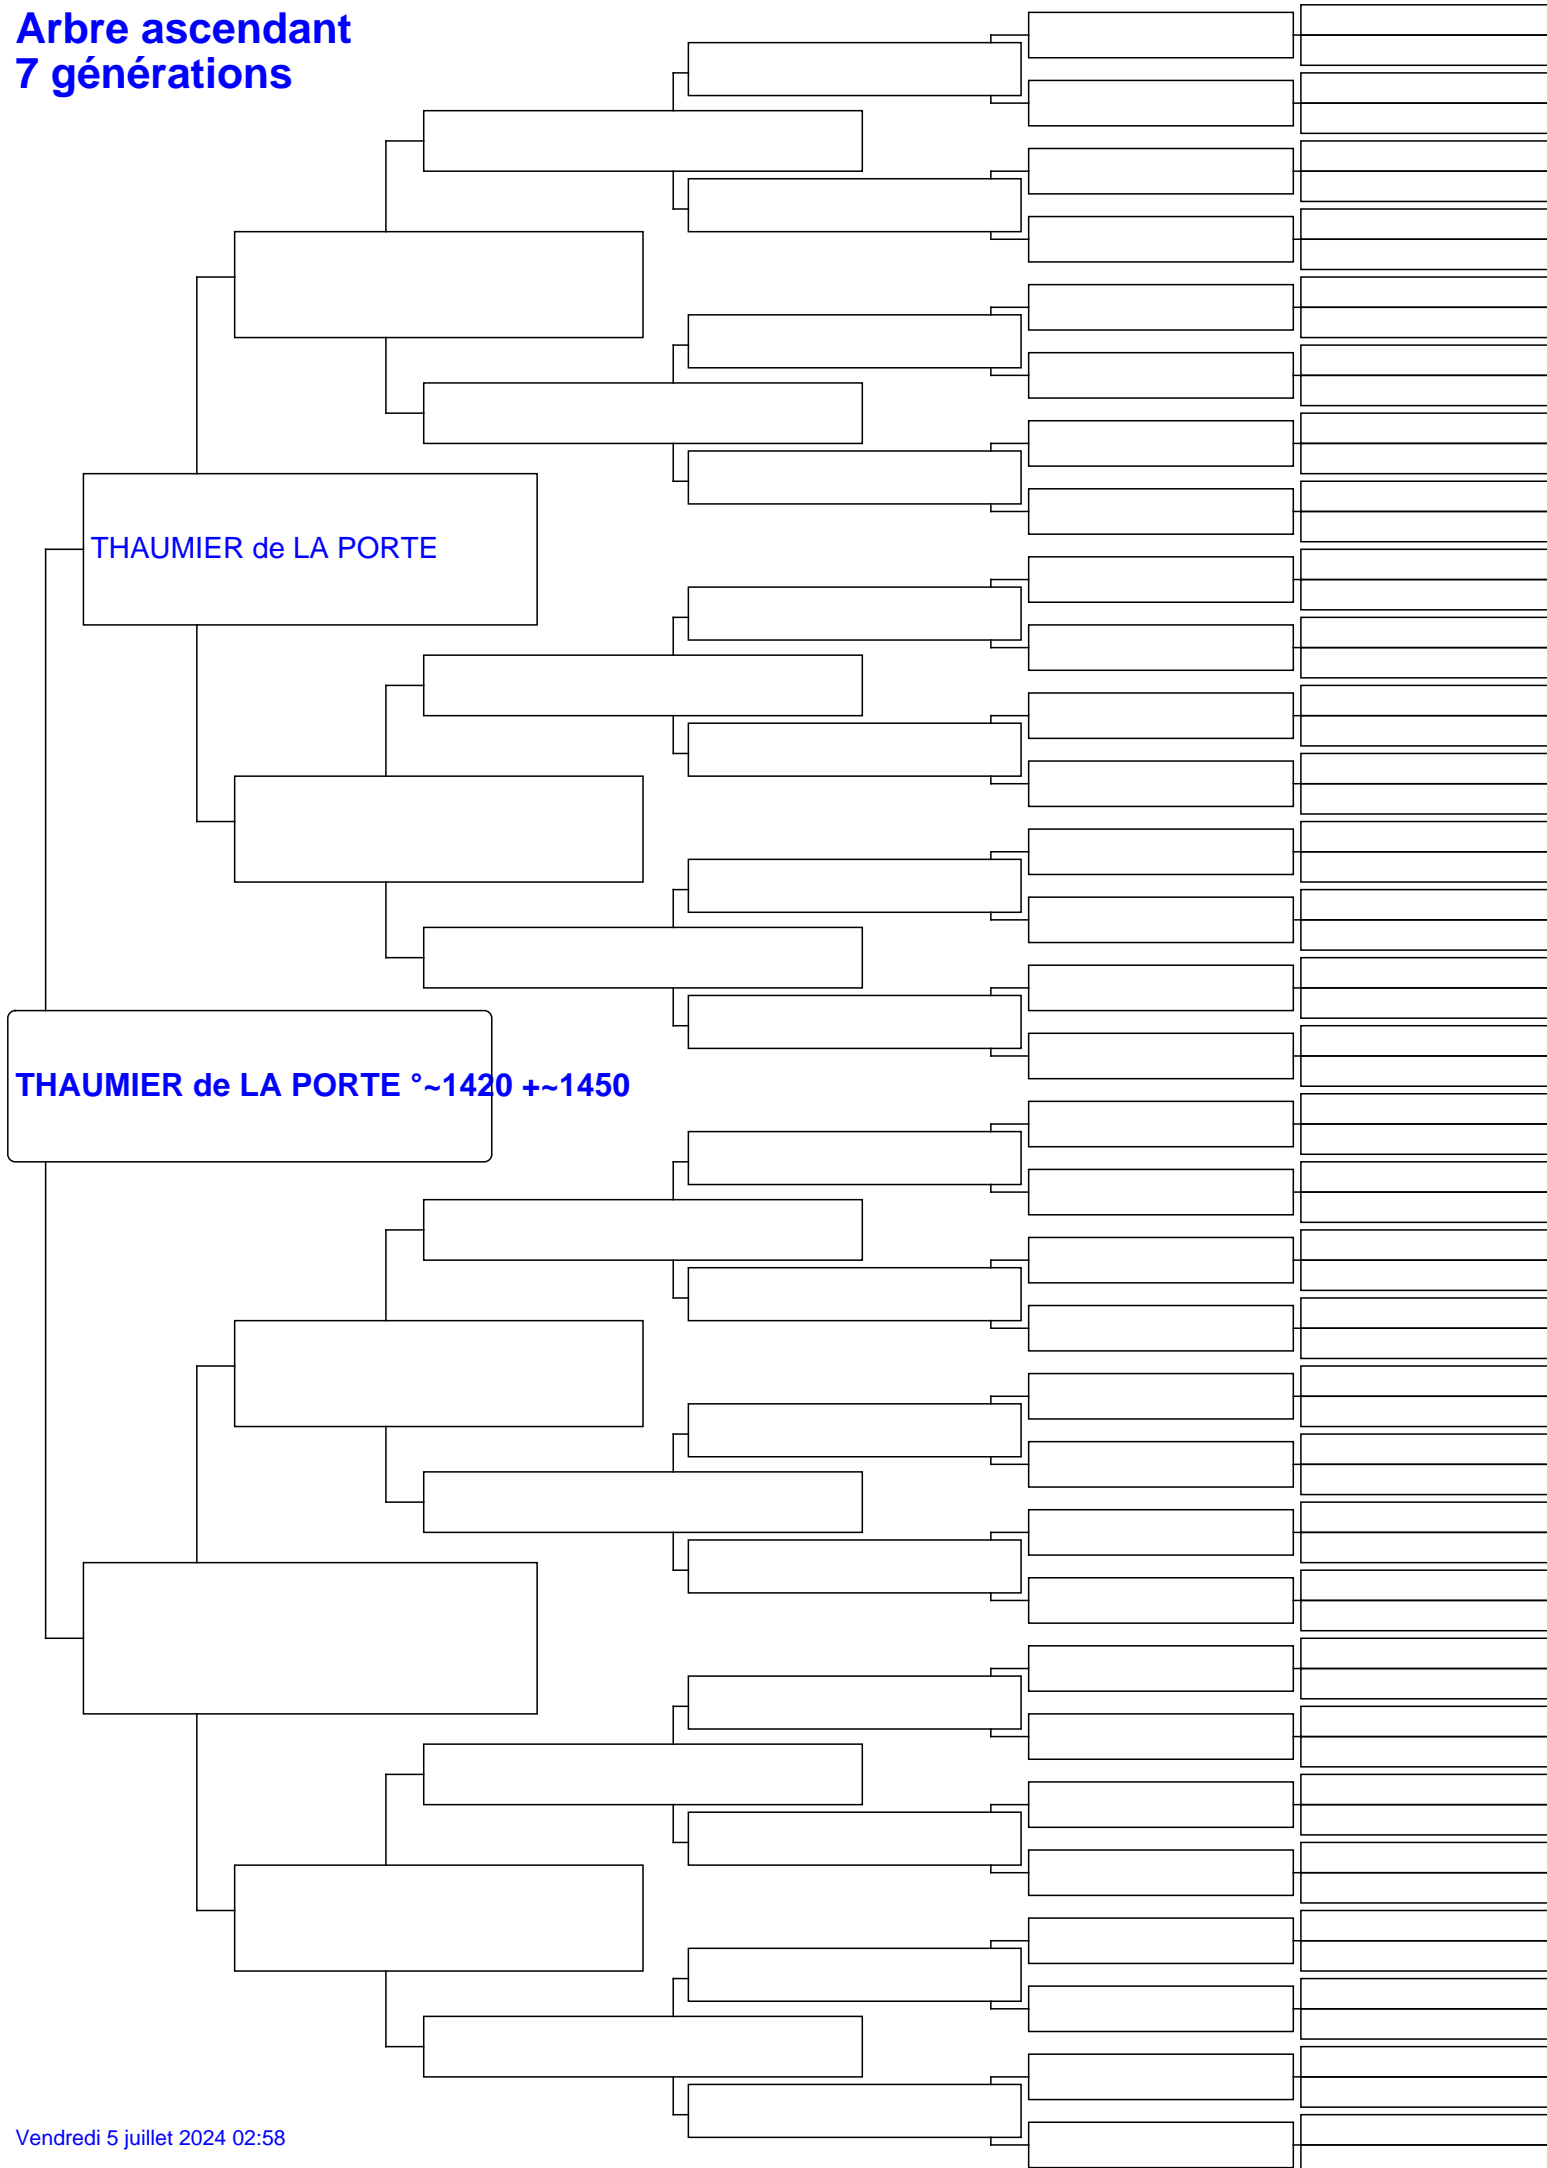 Arbre ascendant
7 générations
THAUMIER de LA PORTE
THAUMIER de LA PORTE °~1420 +~1450
Vendredi 5 juillet 2024 02:58